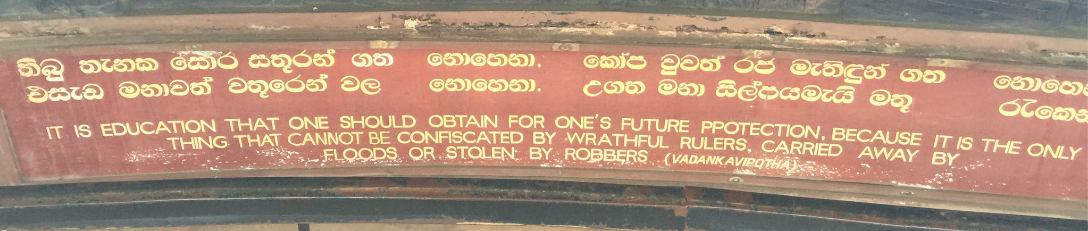 තිබු තැනක සොර සතුරන් ගත නොහෙනා. කෝප වුවත් රජ මැතිඳුන් ගත
වසැඩ මනාවත් වතුරෙන් වල නොහෙනා. උගත මනා සිල්පයමැයි මතු
IT IS EDUCATION THAT ONE SHOULD OBTAIN FOR ONE'S FUTURE PPOTECTION, BECAUSE IT IS THE ONLY
THING THAT CANNOT BE CONFISCATED BY WRATHFUL RULERS, CARRIED AWAY BY
FLOODS OR STOLEN BY ROBBERS (VADANKAVIPOTHA)